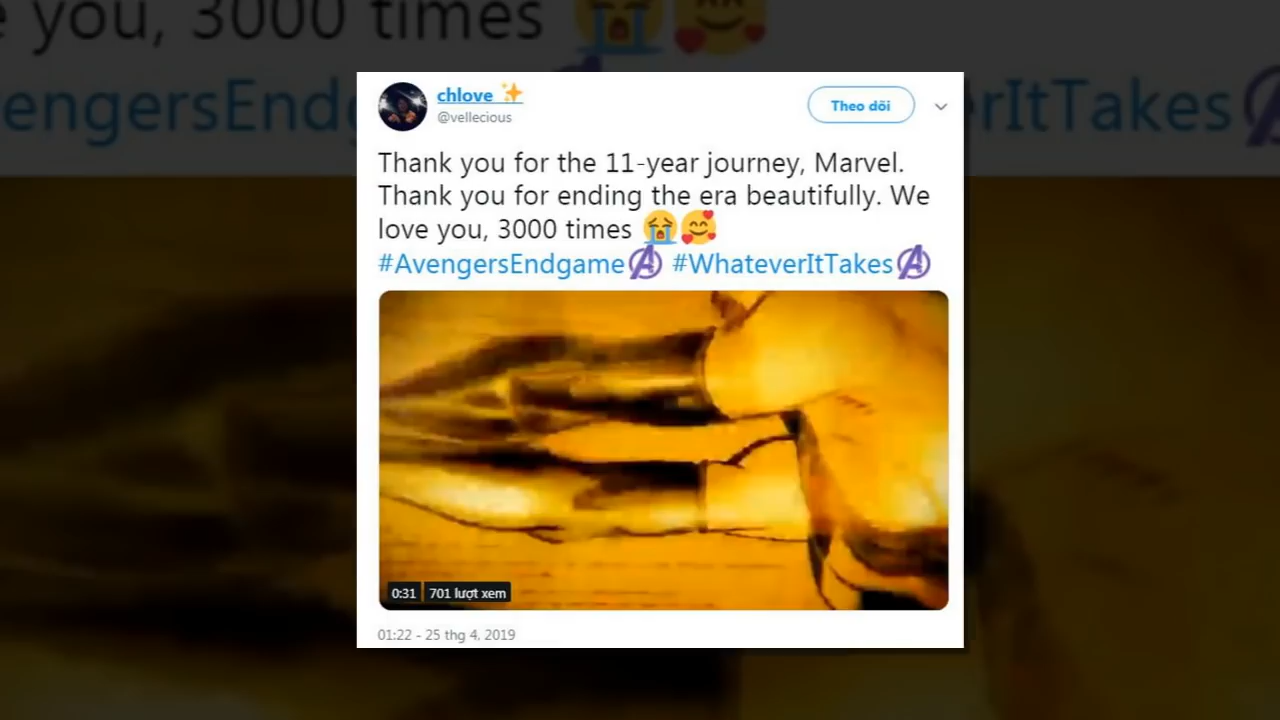 e you, 3000 times 😭🥰
vengersEndg
erItTakes
chlove ✨
@vellecious
Theo dõi
Thank you for the 11-year journey, Marvel.
Thank you for ending the era beautifully. We
love you, 3000 times 😭🥰
#AvengersEndgame #WhateverItTakes
0:31 701 lượt xem
01:22 - 25 thg 4, 2019